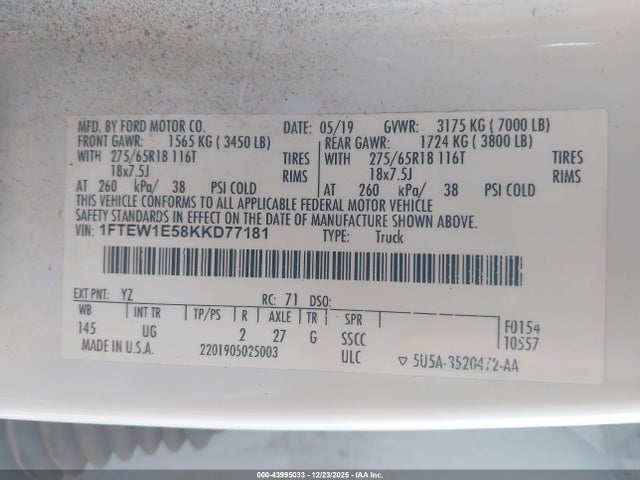 MFD. BY FORD MOTOR CO. DATE: 05/19 GVWR: 3175 KG ( 7000 LB)
FRONT GAWR: 1565 KG ( 3450 LB) REAR GAWR: 1724 KG ( 3800 LB)
WITH 275/65R18 116T TIRES WITH 275/65R18 116T TIRES
18x7.5J RIMS 18x7.5J RIMS
AT 260 kPa/ 38 PSI COLD AT 260 kPa/ 38 PSI COLD
THIS VEHICLE CONFORMS TO ALL APPLICABLE FEDERAL MOTOR VEHICLE
SAFETY STANDARDS IN EFFECT ON THE DATE OF MANUFACTURE SHOWN ABOVE.
VIN: 1FTEW1E58KKD77181 TYPE: Truck
EXT PNT: YZ RC: 71 DSO:
WB INT TR TP/PS R AXLE TR SPR F0154
145 UG 2 27 G SSCC T0557
MADE IN U.S.A. 2201905025003 ULC ▽ 5U5A-3520472-AA
000-43995033 - 12/23/2025 - IAA, Inc.